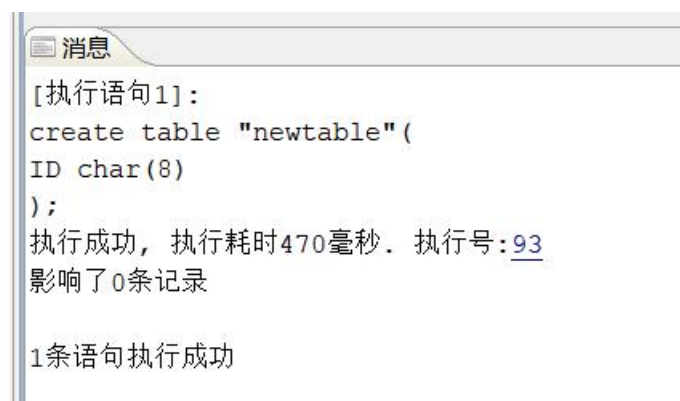 消息
[执行语句1]:
create table "newtable"(
ID char(8)
);
执行成功, 执行耗时470毫秒. 执行号:93
影响了0条记录
1条语句执行成功